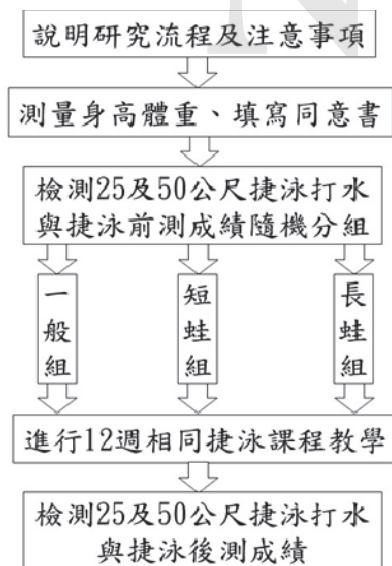 說明研究流程及注意事項
測量身高體重、填寫同意書
檢測25及50公尺捷泳打水
與捷泳前測成績隨機分組
一般組
短蛙組
長蛙組
進行12週相同捷泳課程教學
檢測25及50公尺捷泳打水
與捷泳後測成績